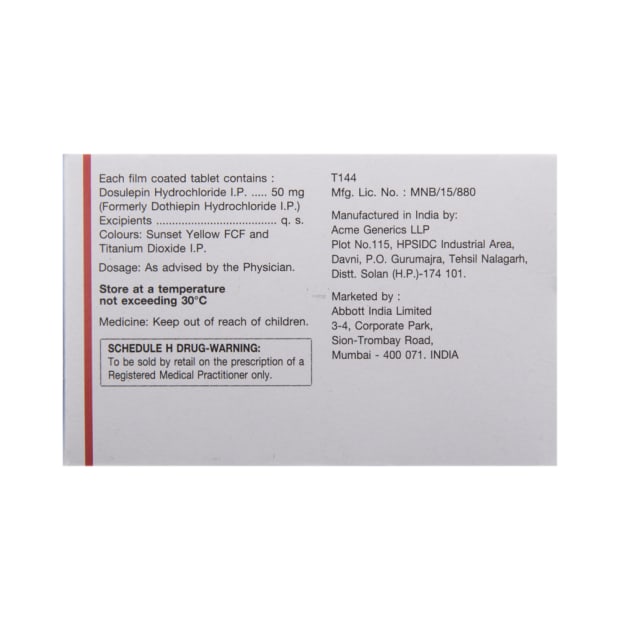 Each film coated tablet contains :
Dosulepin Hydrochloride I.P. ..... 50 mg
(Formerly Dothiepin Hydrochloride I.P.)
Excipients ..................................... q. s.
Colours: Sunset Yellow FCF and
Titanium Dioxide I.P.
Dosage: As advised by the Physician.
Store at a temperature
not exceeding 30°C
Medicine: Keep out of reach of children.
SCHEDULE H DRUG-WARNING:
To be sold by retail on the prescription of a
Registered Medical Practitioner only.
T144
Mfg. Lic. No. : MNB/15/880
Manufactured in India by:
Acme Generics LLP
Plot No.115, HPSIDC Industrial Area,
Davni, P.O. Gurumajra, Tehsil Nalagarh,
Distt. Solan (H.P.)-174 101.
Marketed by :
Abbott India Limited
3-4, Corporate Park,
Sion-Trombay Road,
Mumbai - 400 071. INDIA